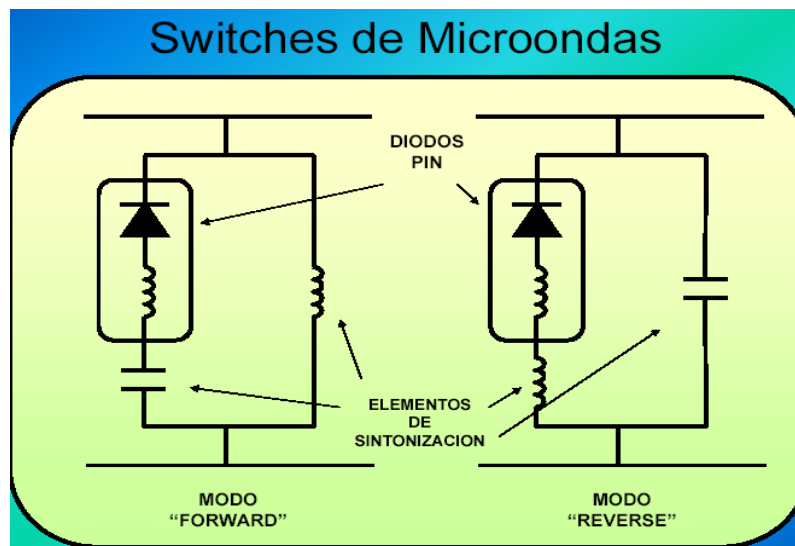 Switches de Microondas
DIODOS
PIN
ELEMENTOS
DE
SINTONIZACION
MODO
“FORWARD”
MODO
“REVERSE”